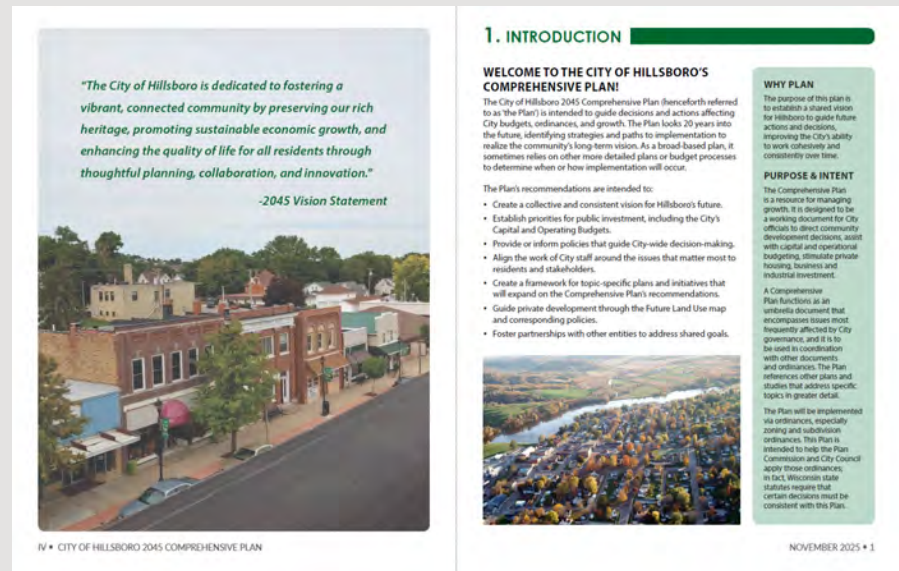 "The City of Hillsboro is dedicated to fostering a
vibrant, connected community by preserving our rich
heritage, promoting sustainable economic growth, and
enhancing the quality of life for all residents through
thoughtful planning, collaboration, and innovation."
-2045 Vision Statement
IV • CITY OF HILLSBORO 2045 COMPREHENSIVE PLAN
1. INTRODUCTION
WELCOME TO THE CITY OF HILLSBORO'S
COMPREHENSIVE PLAN!
The City of Hillsboro 2045 Comprehensive Plan (henceforth referred
to as 'the Plan') is intended to guide decisions and actions affecting
City budgets, ordinances, and growth. The Plan looks 20 years into
the future, identifying strategies and paths to implementation to
realize the community's long-term vision. As a broad-based plan, it
sometimes relies on other more detailed plans or budget processes
to determine when or how implementation will occur.
The Plan's recommendations are intended to:
• Create a collective and consistent vision for Hillsboro's future.
• Establish priorities for public investment, including the City's
Capital and Operating Budgets.
• Provide or inform policies that guide City-wide decision-making.
• Align the work of City staff around the issues that matter most to
residents and stakeholders.
• Create a framework for topic-specific plans and initiatives that
will expand on the Comprehensive Plan's recommendations.
• Guide private development through the Future Land Use map
and corresponding policies.
• Foster partnerships with other entities to address shared goals.
WHY PLAN
The purpose of this plan is
to establish a shared vision
for Hillsboro to guide future
actions and decisions,
improving the City's ability
to work cohesively and
consistently over time.
PURPOSE & INTENT
The Comprehensive Plan
is a resource for managing
growth. It is designed to be
a working document for City
officials to direct community
development decisions, assist
with capital and operational
budgeting, stimulate private
housing, business and
industrial investment.
A Comprehensive
Plan functions as an
umbrella document that
encompasses issues most
frequently affected by City
governance, and it is to
be used in coordination
with other documents
and ordinances. The Plan
references other plans and
studies that address specific
topics in greater detail.
The Plan will be implemented
via ordinances, especially
zoning and subdivision
ordinances. This Plan is
intended to help the Plan
Commission and City Council
apply those ordinances;
in fact, Wisconsin state
statutes require that
certain decisions must be
consistent with this Plan.
NOVEMBER 2025 • 1